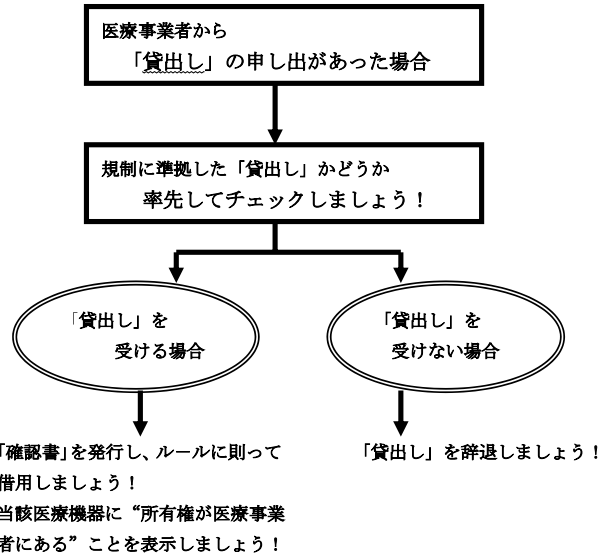 医療事業者から
「貸出し」の申し出があった場合
規制に準拠した「貸出し」かどうか
率先してチェックしましょう！
「貸出し」を
受ける場合
「貸出し」を
受けない場合
「確認書」を発行し、ルールに則って
借用しましょう！
当該医療機器に“所有権が医療事業
者にある”ことを表示しましょう！
「貸出し」を辞退しましょう！